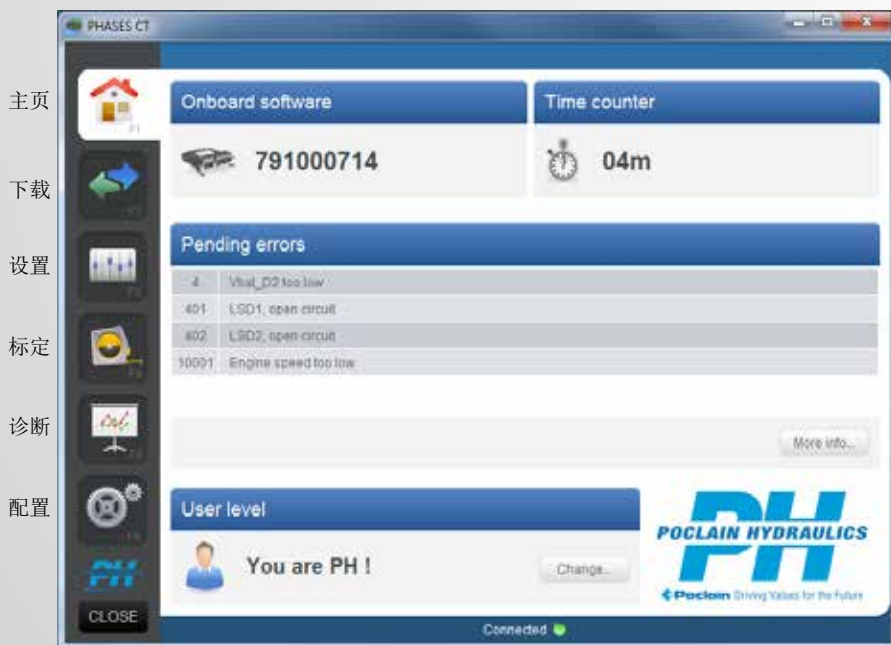 PHASES CT
主页
下载
设置
标定
诊断
配置
CLOSE
Onboard software
791000714
Time counter
04m
Pending errors
4 Vbat_D2 too low
401 LSD1, open circuit
402 LSD2, open circuit
10001 Engine speed too low
More info...
User level
You are PH !
Change...
PH
POCLAIN HYDRAULICS
Poclain Driving Values for the Future
PH
Connected